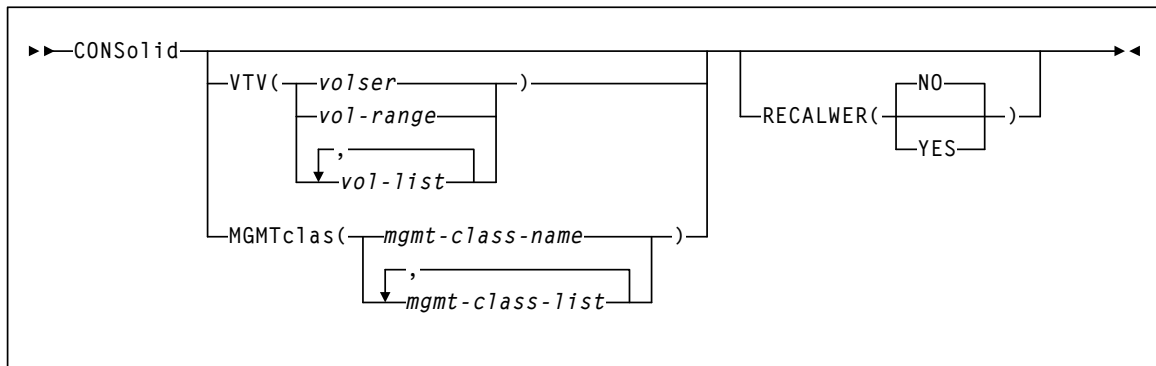 CONSolid
VTV( volser )
vol-range
,
vol-list
MGMTclas( mgmt-class-name )
,
mgmt-class-list
RECALWER( NO )
YES